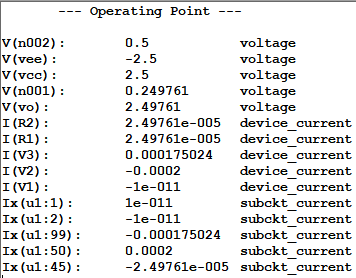 --- Operating Point ---
V(n002): 0.5 voltage
V(vee): -2.5 voltage
V(vcc): 2.5 voltage
V(n001): 0.249761 voltage
V(vo): 2.49761 voltage
I(R2): 2.49761e-005 device_current
I(R1): 2.49761e-005 device_current
I(V3): 0.000175024 device_current
I(V2): -0.0002 device_current
I(V1): -1e-011 device_current
Ix(u1:1): 1e-011 subckt_current
Ix(u1:2): -1e-011 subckt_current
Ix(u1:99): -0.000175024 subckt_current
Ix(u1:50): 0.0002 subckt_current
Ix(u1:45): -2.49761e-005 subckt_current